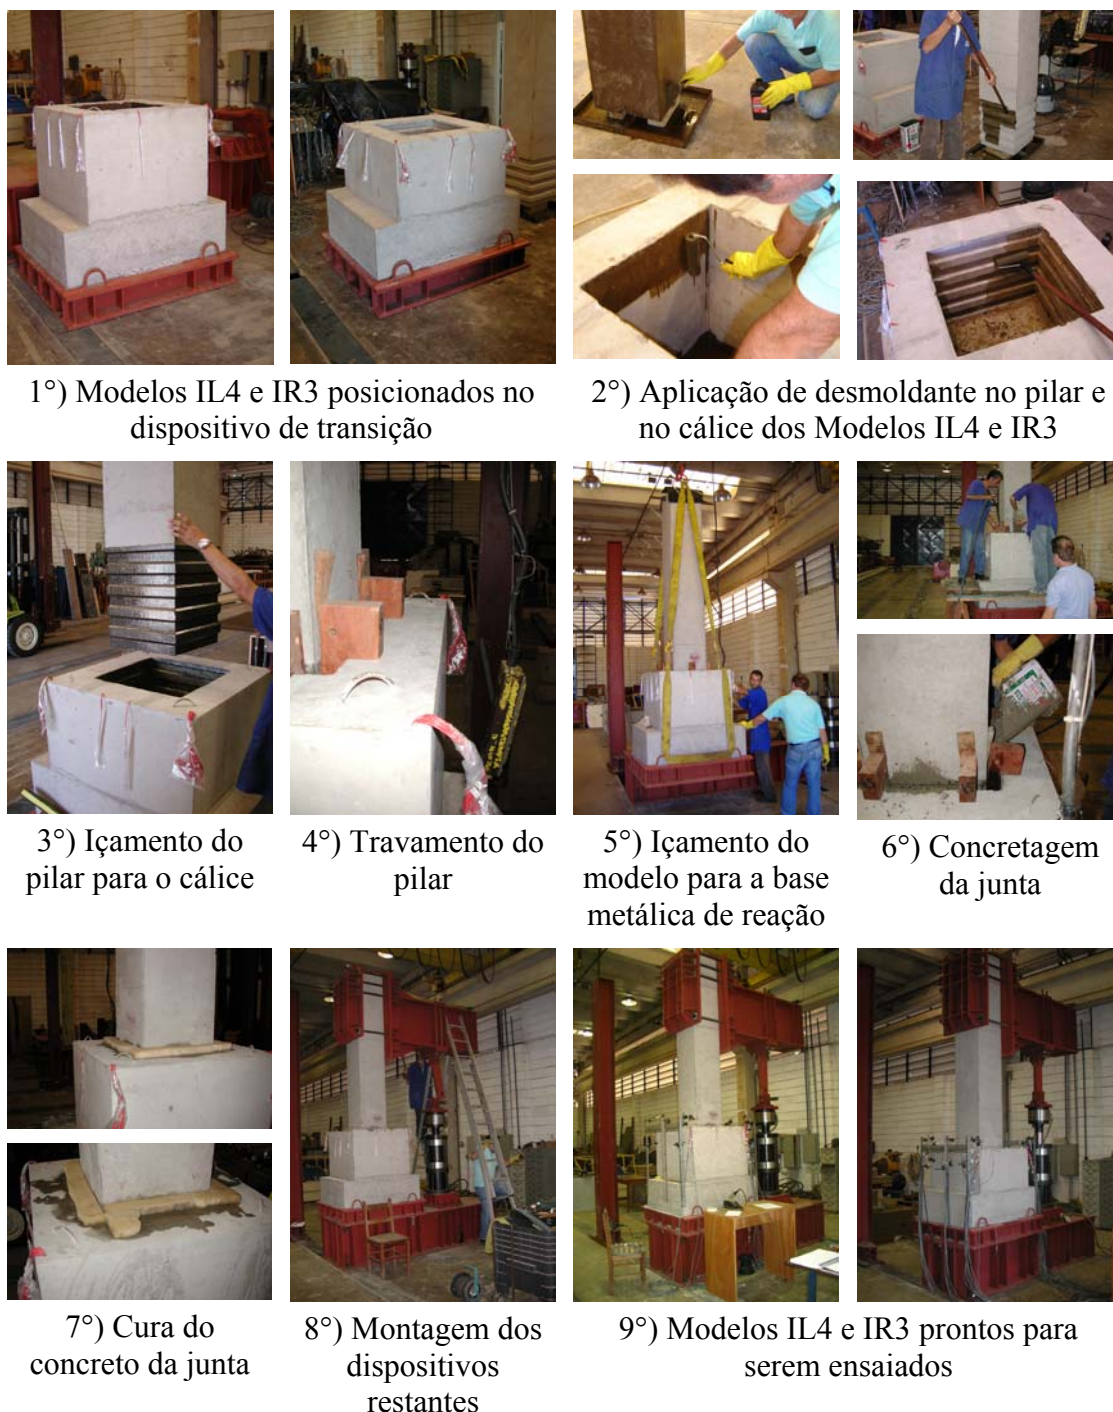 1°) Modelos IL4 e IR3 posicionados no
dispositivo de transição
2°) Aplicação de desmoldante no pilar e
no cálice dos Modelos IL4 e IR3
3°) Içamento do
pilar para o cálice
4°) Travamento do
pilar
5°) Içamento do
modelo para a base
metálica de reação
6°) Concretagem
da junta
7°) Cura do
concreto da junta
8°) Montagem dos
dispositivos
restantes
9°) Modelos IL4 e IR3 prontos para
serem ensaiados